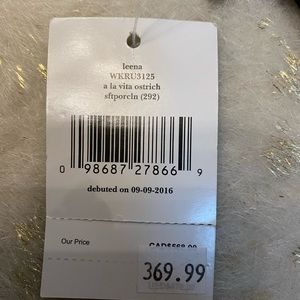 leena
WKRU3125
a la vita ostrich
sftporcln (292)
0 98687 27866 9
debuted on 09-09-2016
Our Price
369.99